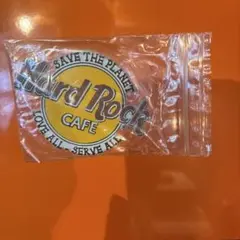 SAVE THE PLANET
Hard Rock
CAFE
LOVE ALL - SERVE ALL